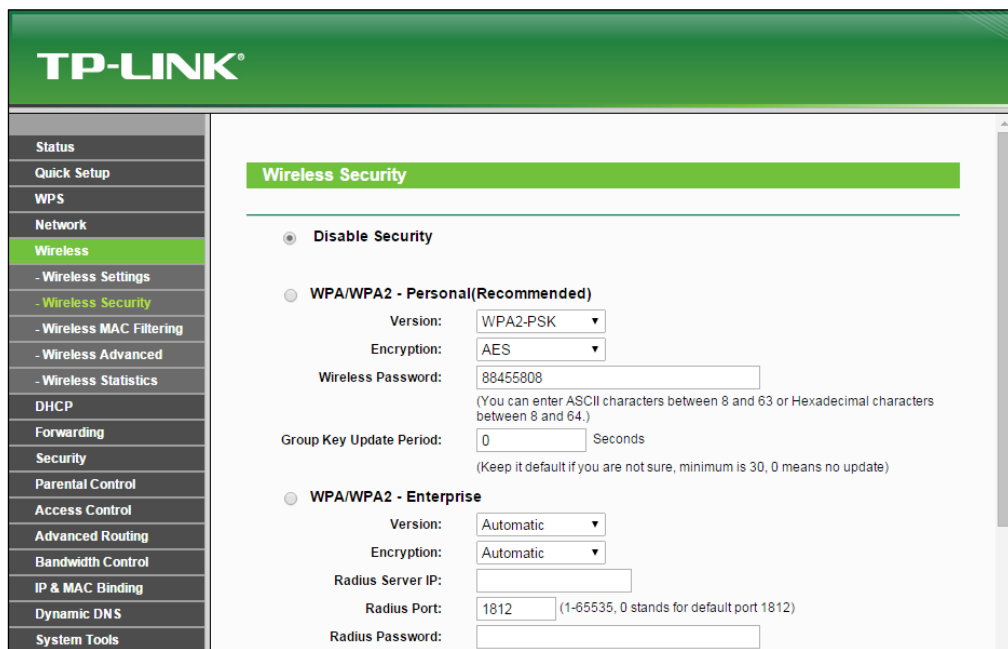 TP-LINK®
Status
Quick Setup
WPS
Network
Wireless
- Wireless Settings
- Wireless Security
- Wireless MAC Filtering
- Wireless Advanced
- Wireless Statistics
DHCP
Forwarding
Security
Parental Control
Access Control
Advanced Routing
Bandwidth Control
IP & MAC Binding
Dynamic DNS
System Tools
Wireless Security
Disable Security
WPA/WPA2 - Personal(Recommended)
Version: WPA2-PSK
Encryption: AES
Wireless Password: 88455808
(You can enter ASCII characters between 8 and 63 or Hexadecimal characters
between 8 and 64.)
Group Key Update Period: 0 Seconds
(Keep it default if you are not sure, minimum is 30, 0 means no update)
WPA/WPA2 - Enterprise
Version: Automatic
Encryption: Automatic
Radius Server IP:
Radius Port: 1812 (1-65535, 0 stands for default port 1812)
Radius Password: